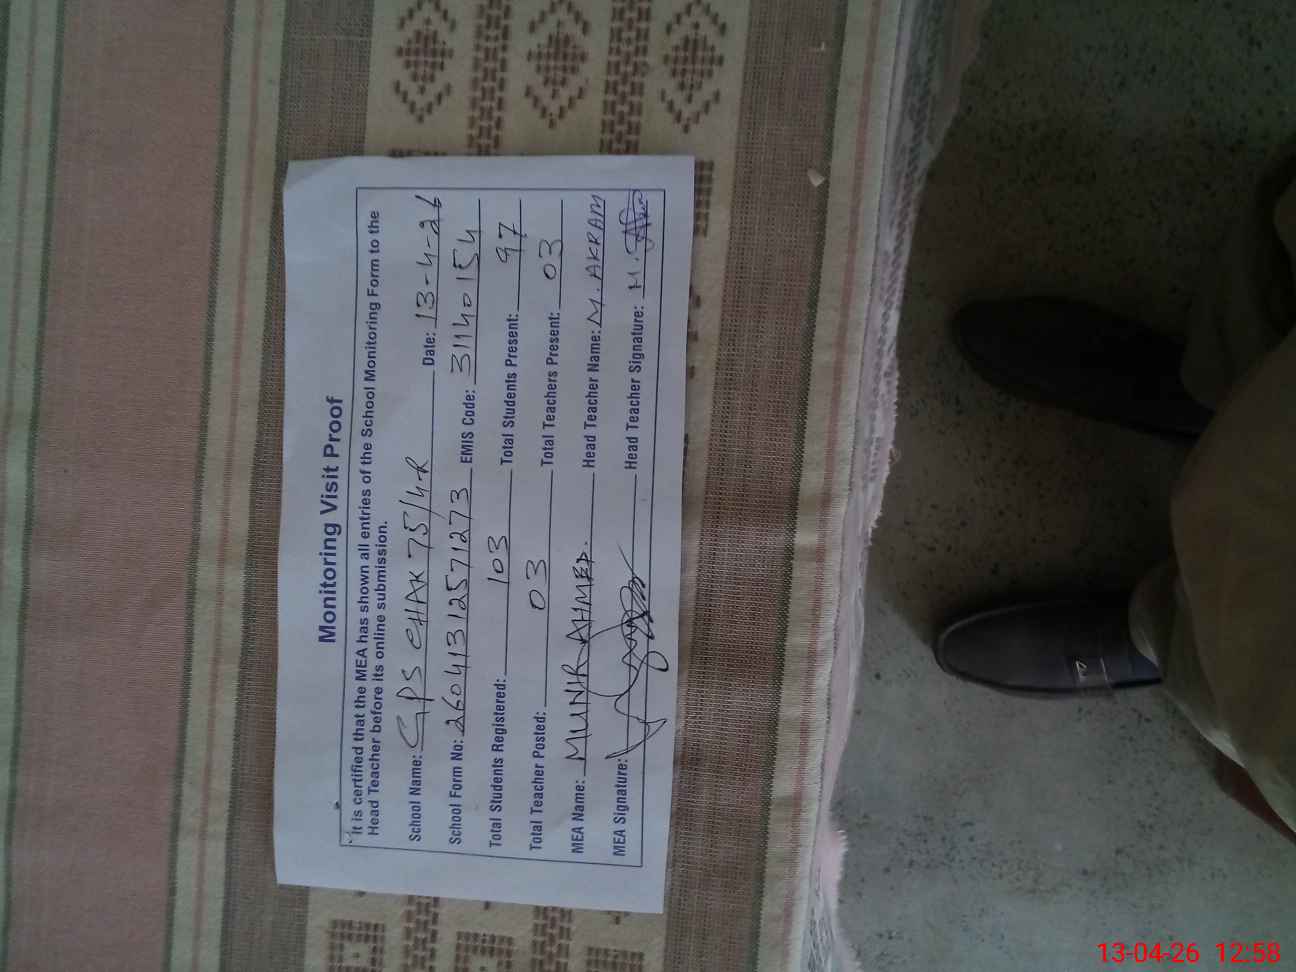 Monitoring Visit Proof
It is certified that the MEA has shown all entries of the School Monitoring Form to the
Head Teacher before its online submission.
School Name: GPS CHAK 75/4R Date: 13-4-26
School Form No: 26041312571273 EMIS Code: 31140154
Total Students Registered: 103 Total Students Present: 97
Total Teacher Posted: 03 Total Teachers Present: 03
MEA Name: MUNIR AHMED. Head Teacher Name: M. AKRAM
MEA Signature: Head Teacher Signature: M.
13-04-26 12:58